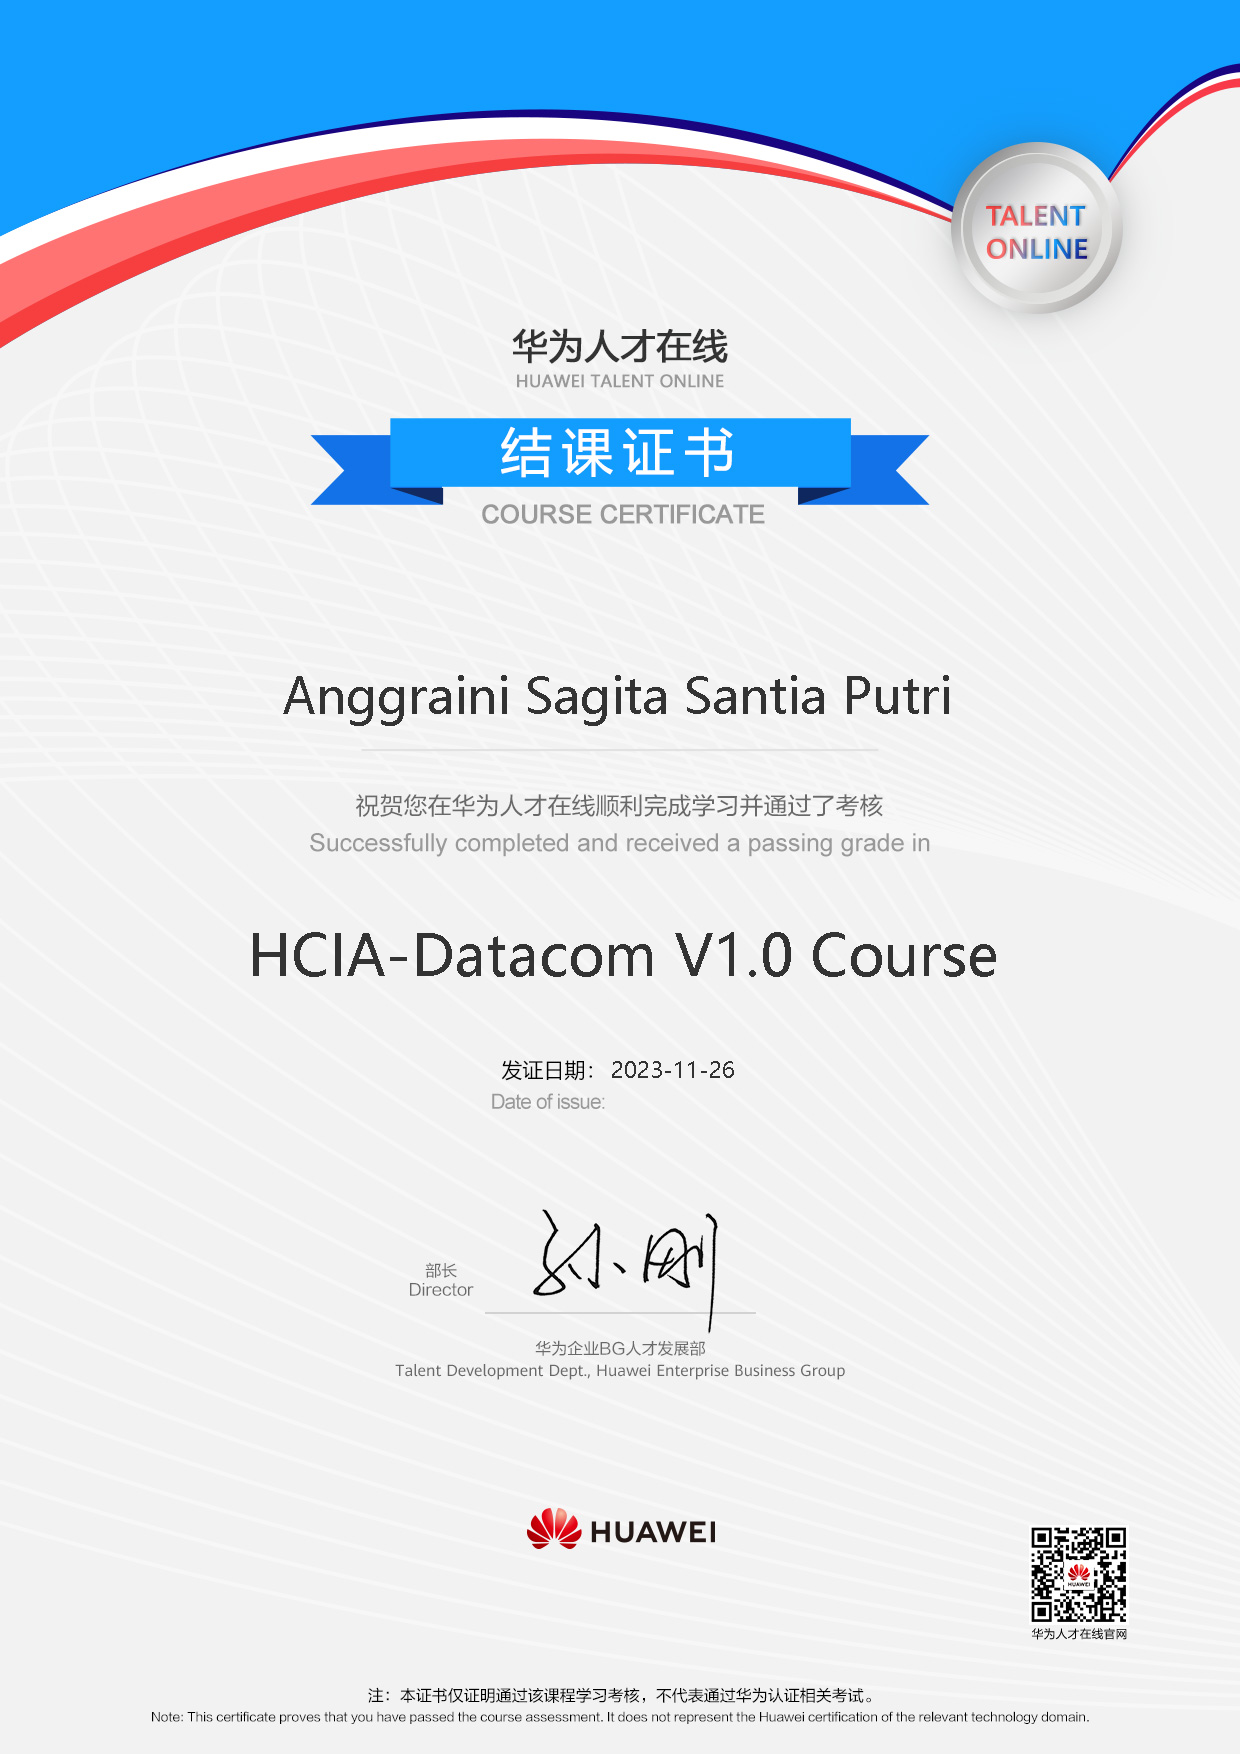 TALENT
ONLINE
华为人才在线
HUAWEI TALENT ONLINE
结课证书
COURSE CERTIFICATE
Anggraini Sagita Santia Putri
祝贺您在华为人才在线顺利完成学习并通过了考核
Successfully completed and received a passing grade in
HCIA-Datacom V1.0 Course
发证日期： 2023-11-26
Date of issue:
孙刚
部长
Director
华为企业BG人才发展部
Talent Development Dept., Huawei Enterprise Business Group
HUAWEI
HUAWEI
华为人才在线官网
注：本证书仅证明通过该课程学习考核，不代表通过华为认证相关考试。
Note: This certificate proves that you have passed the course assessment. It does not represent the Huawei certification of the relevant technology domain.